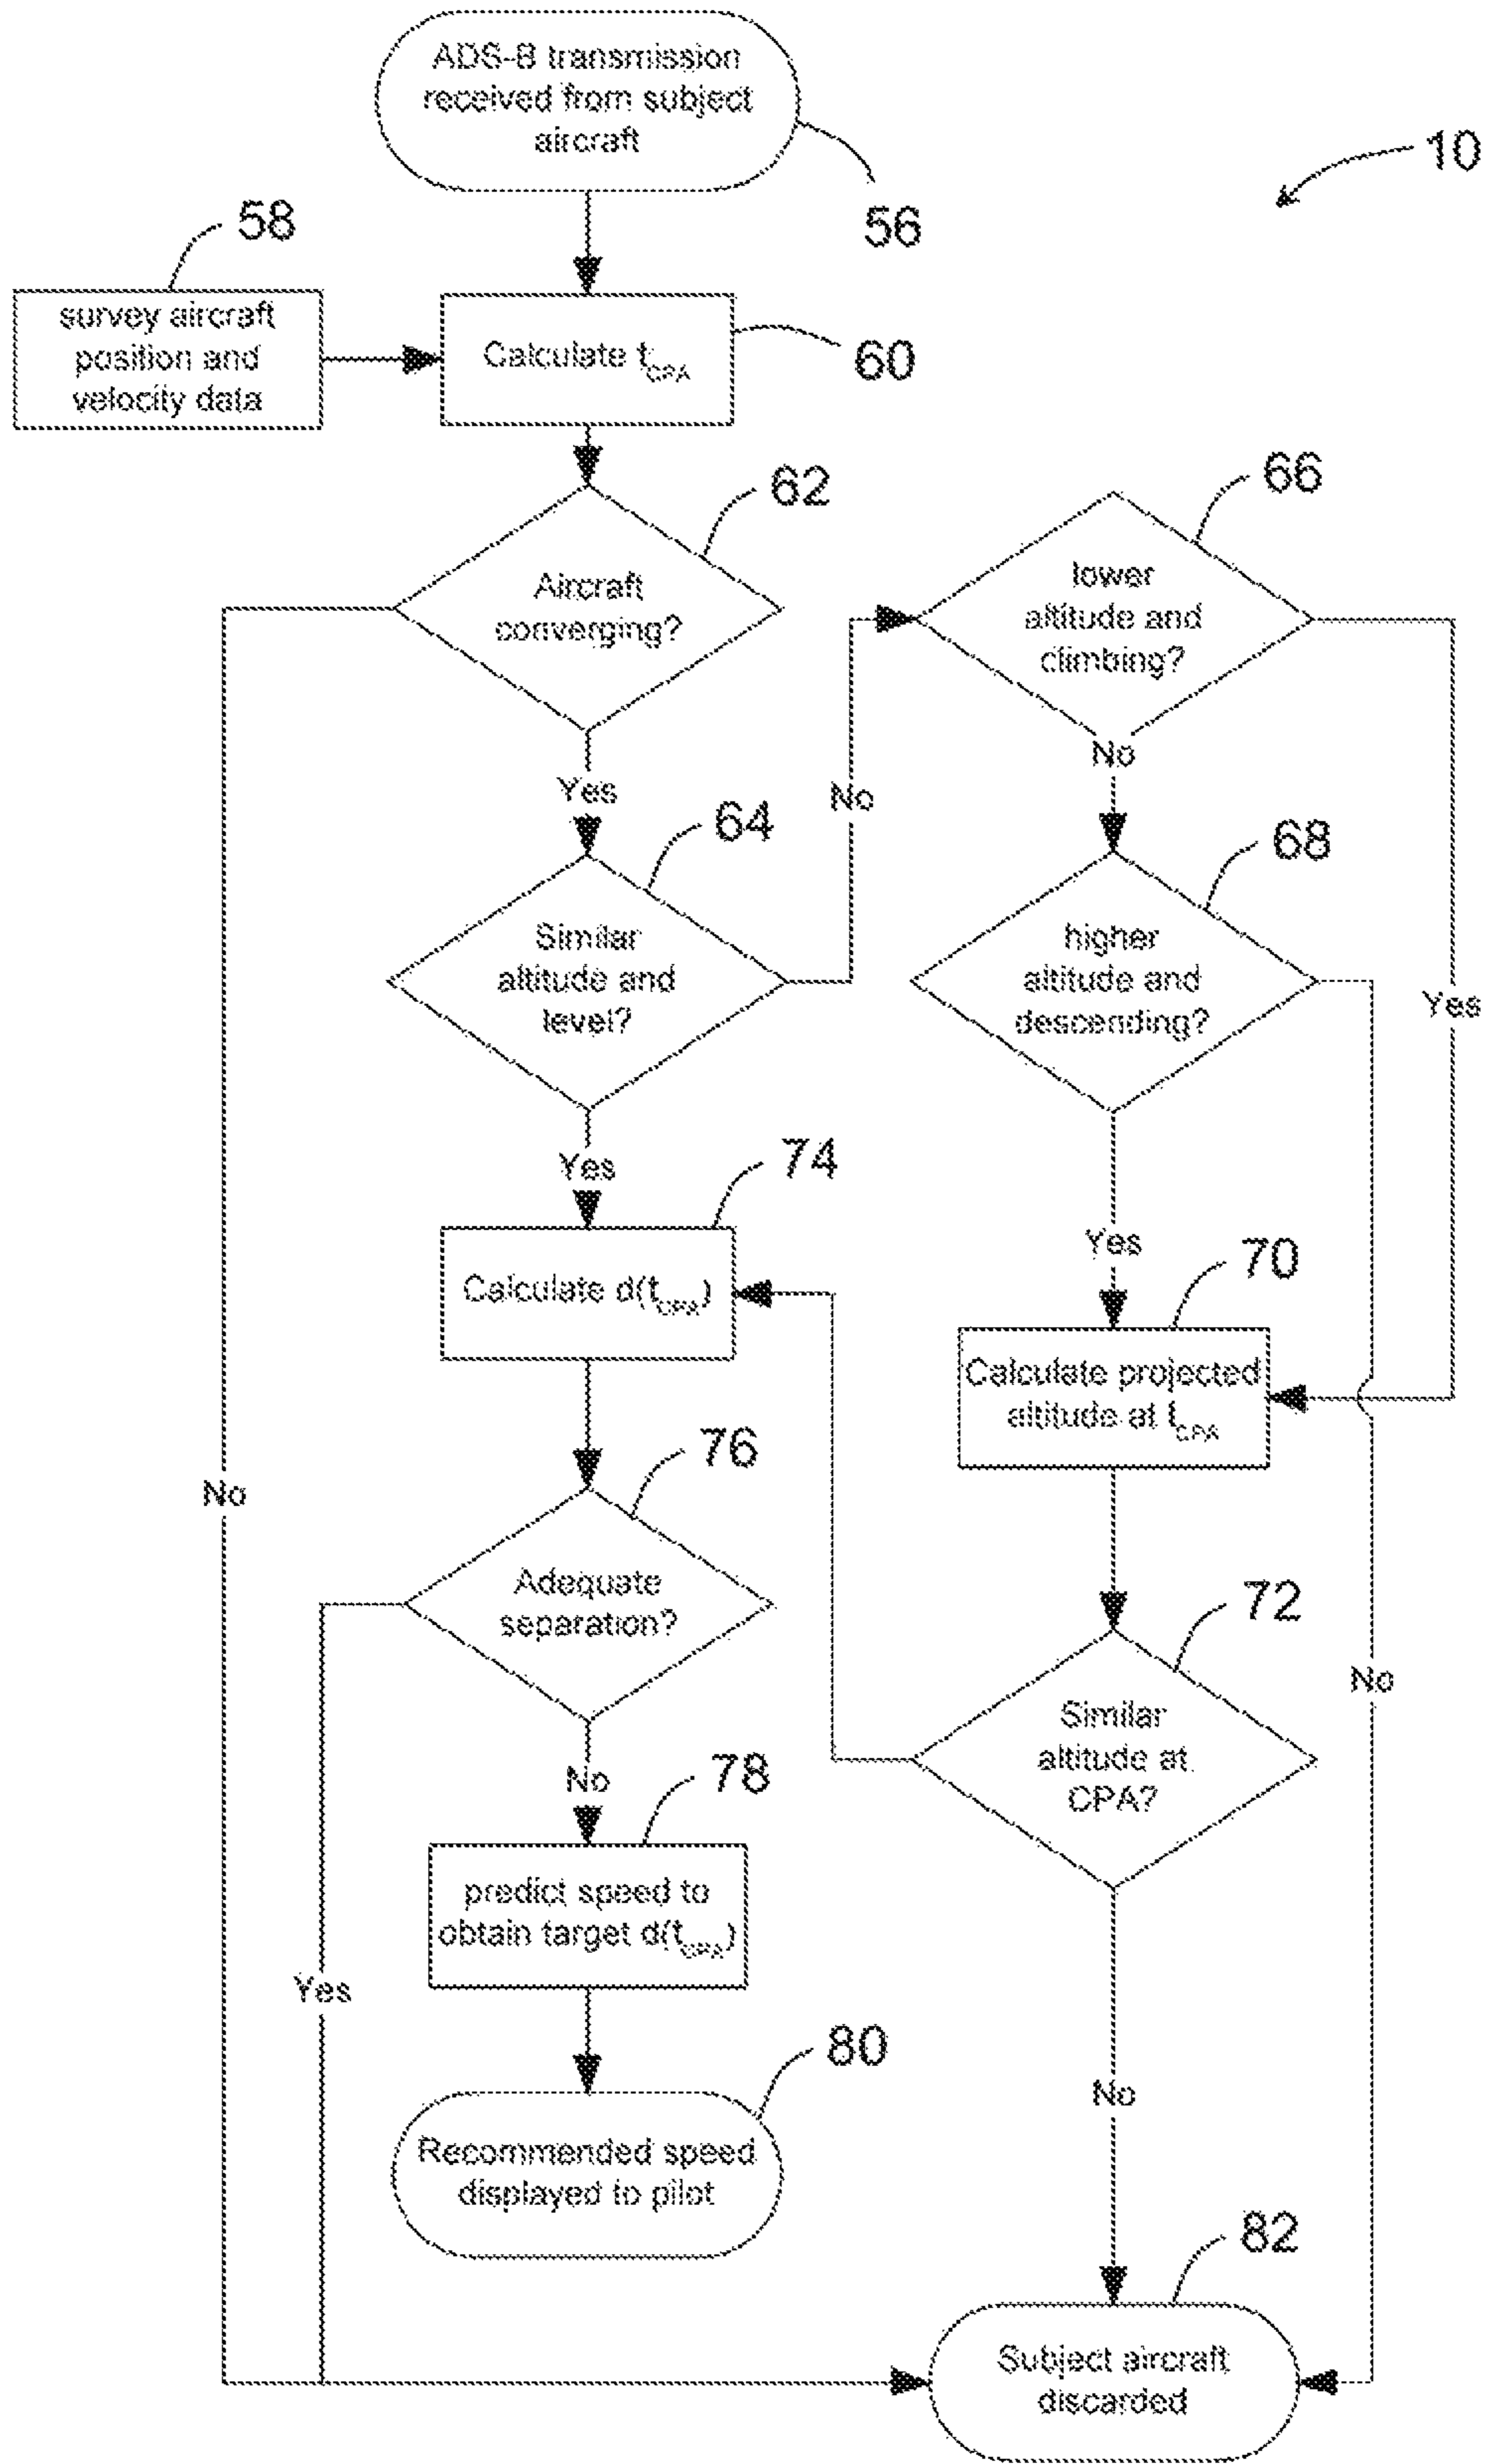 ADS-B transmission
received from subject
aircraft
10
56
58
survey aircraft
position and
velocity data
Calculate tCPA
60
62
Aircraft
converging?
66
lower
altitude and
climbing?
No
Yes
No
64
Similar
altitude and
level?
68
higher
altitude and
descending?
Yes
Yes
74
Calculate d(tCPA)
Yes
70
Calculate projected
altitude at tCPA
No
76
Adequate
separation?
72
Similar
altitude at
CPA?
No
No
78
predict speed to
obtain target d(tCPA)
Yes
80
Recommended speed
displayed to pilot
No
82
Subject aircraft
discarded